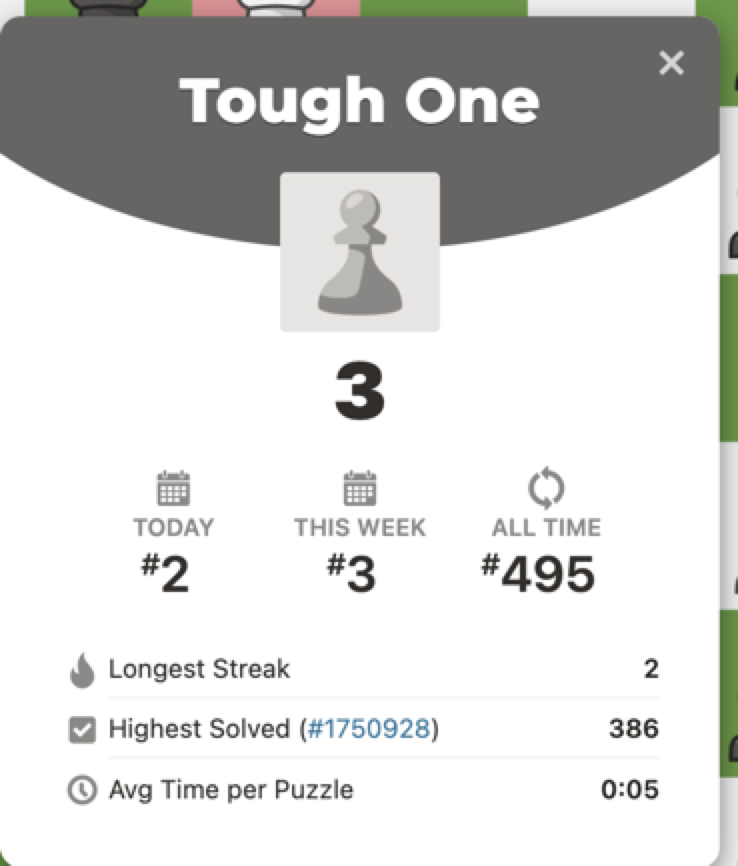 Tough One
3
TODAY THIS WEEK ALL TIME
#2 #3 #495
Longest Streak 2
Highest Solved (#1750928) 386
Avg Time per Puzzle 0:05